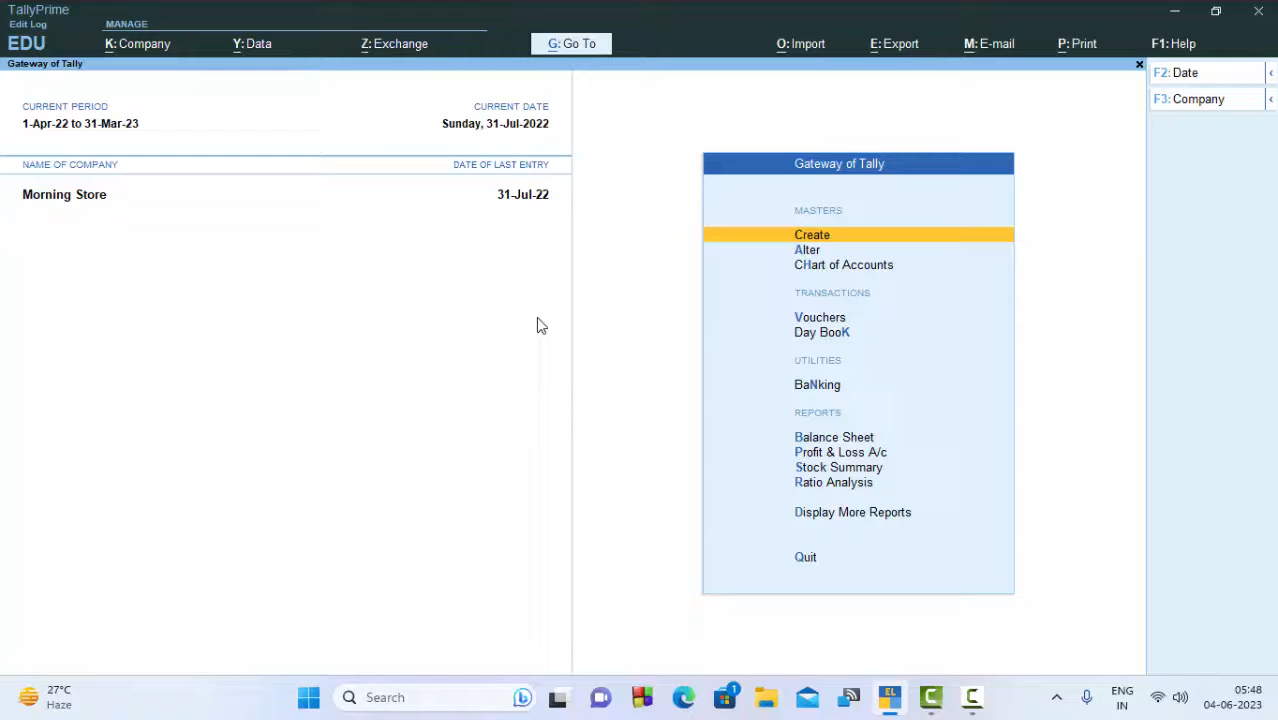 TallyPrime
Edit Log
MANAGE
EDU
K: Company
Y: Data
Z: Exchange
G: Go To
O: Import
E: Export
M: E-mail
P: Print
F1: Help
Gateway of Tally
F2: Date
F3: Company
CURRENT PERIOD
CURRENT DATE
1-Apr-22 to 31-Mar-23
Sunday, 31-Jul-2022
NAME OF COMPANY
DATE OF LAST ENTRY
Morning Store
31-Jul-22
Gateway of Tally
MASTERS
Create
Alter
CHart of Accounts
TRANSACTIONS
Vouchers
Day BooK
UTILITIES
BaNking
REPORTS
Balance Sheet
Profit & Loss A/c
Stock Summary
Ratio Analysis
Display More Reports
Quit
27°C
Haze
Search
1
EL
ENG
IN
05:48
04-06-2023